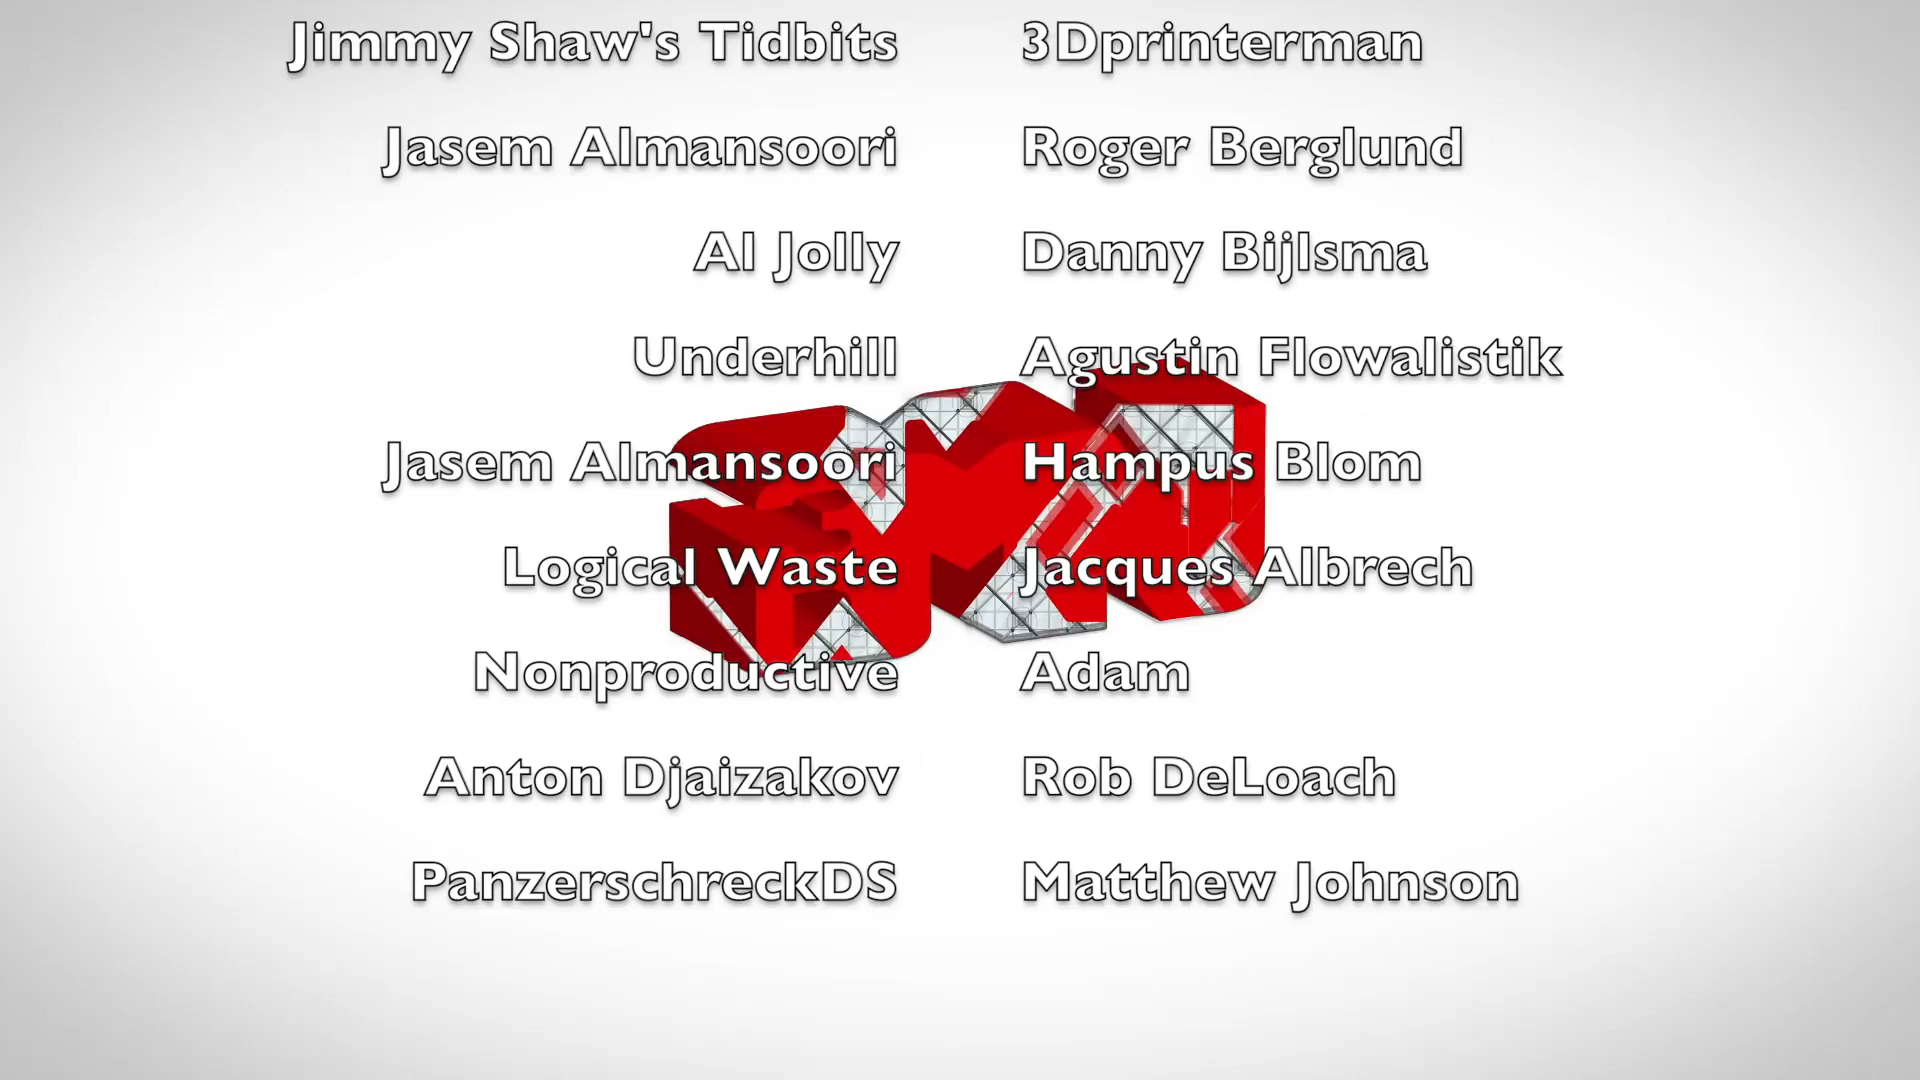 Jimmy Shaw's Tidbits 3Dprinterman
Jasem Almansoori Roger Berglund
Al Jolly Danny Bijlsma
Underhill Agustin Flowalistik
Jasem Almansoori Hampus Blom
Logical Waste Jacques Albrech
Nonproductive Adam
Anton Djaizakov Rob DeLoach
PanzerschreckDS Matthew Johnson